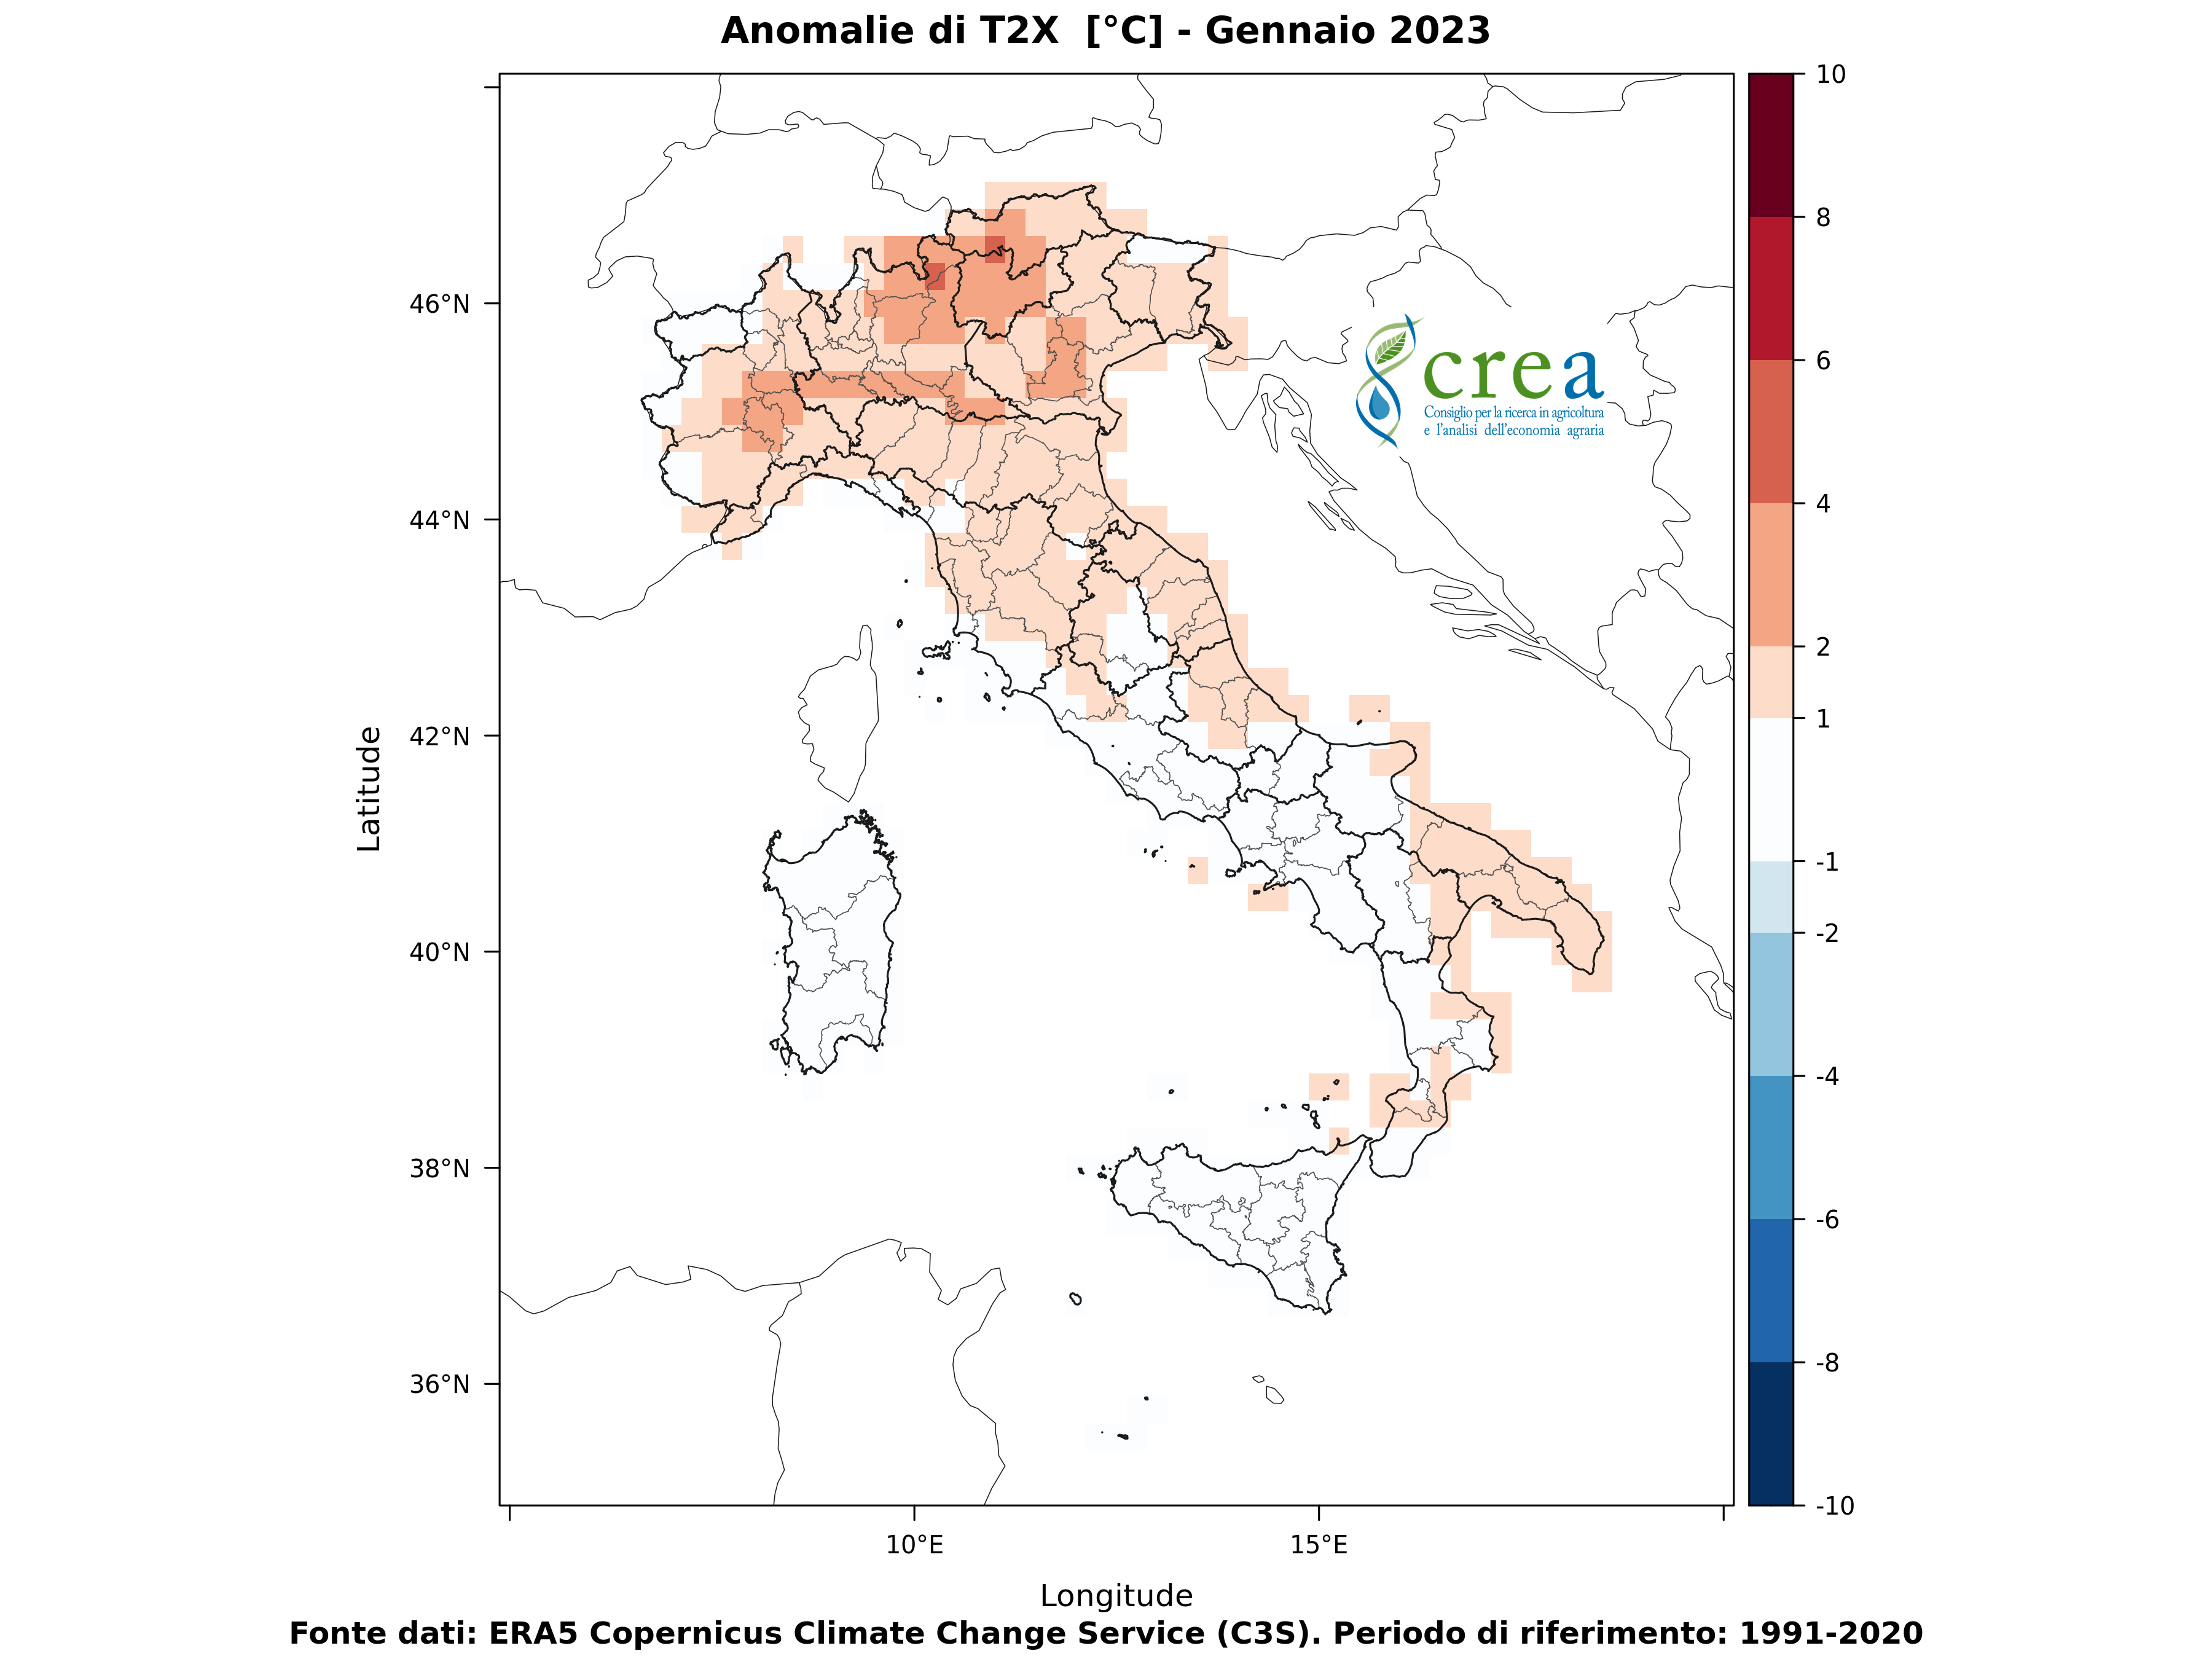 Anomalie di T2X [°C] - Gennaio 2023
10
8
6
4
2
1
-1
-2
-4
-6
-8
-10
46°N
44°N
42°N
40°N
38°N
36°N
Latitude
crea
Consiglio per la ricerca in agricoltura
e l'analisi dell'economia agraria
10°E
15°E
Longitude
Fonte dati: ERA5 Copernicus Climate Change Service (C3S). Periodo di riferimento: 1991-2020